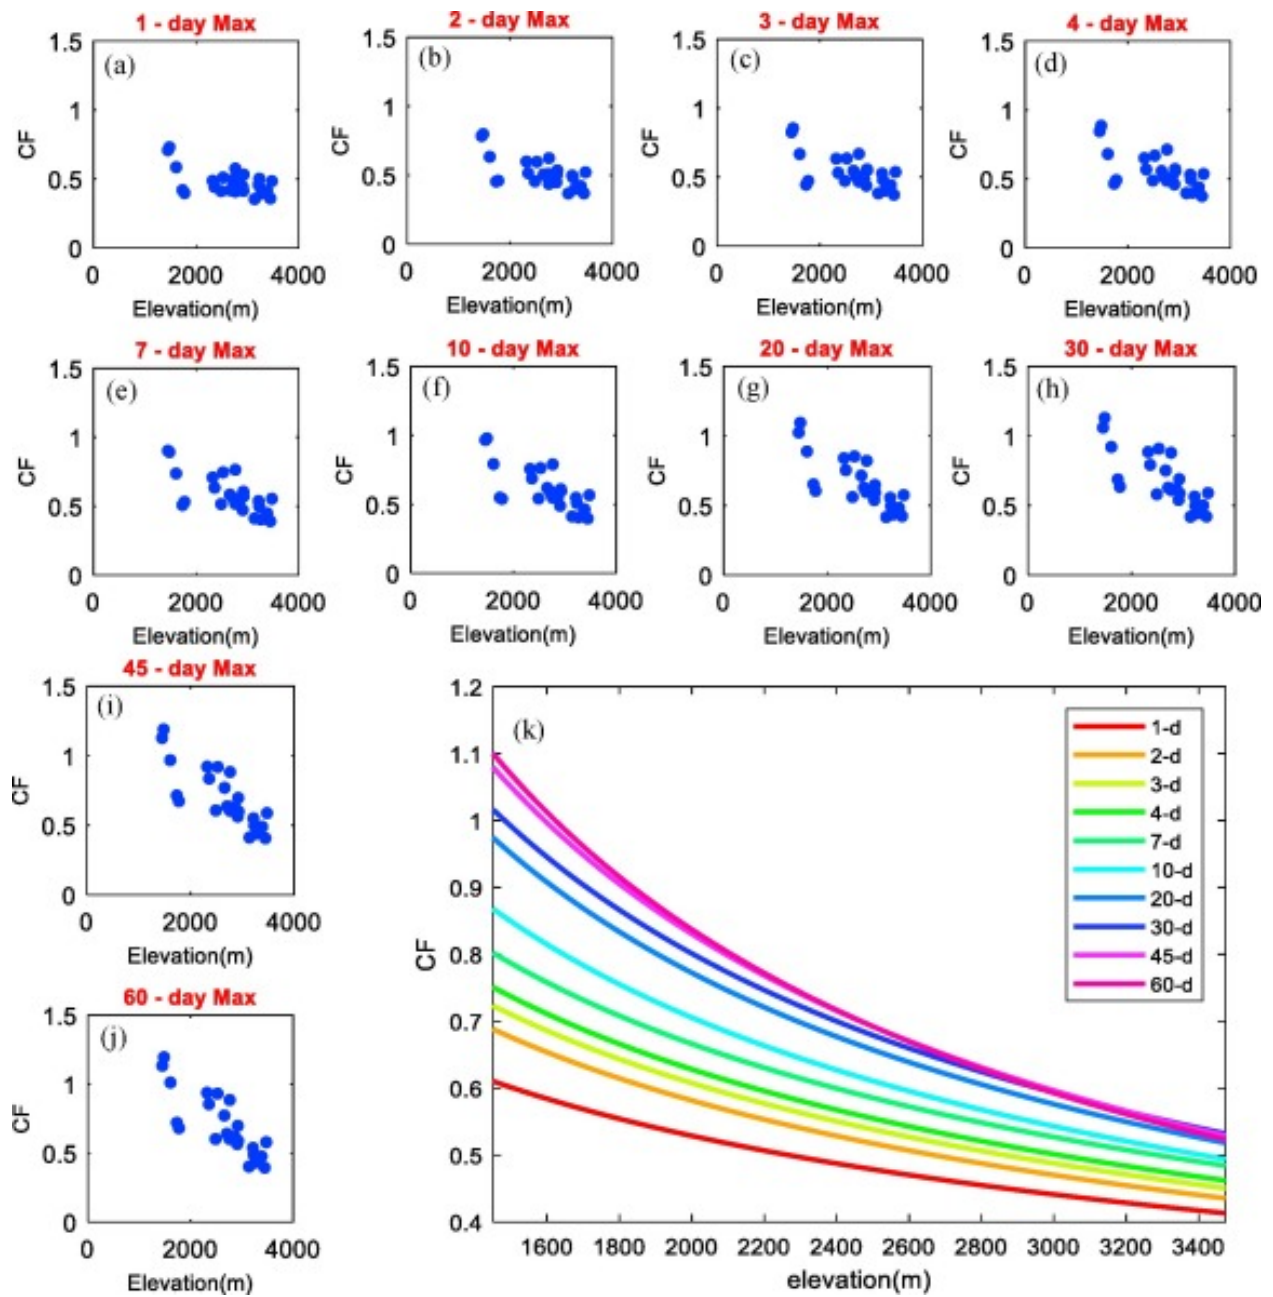 1 - day Max
2 - day Max
3 - day Max
4 - day Max
1.5
(a)
1
CF
0.5
0
0
2000
4000
Elevation(m)
1.5
(b)
1
CF
0.5
0
0
2000
4000
Elevation(m)
1.5
(c)
1
CF
0.5
0
0
2000
4000
Elevation(m)
1.5
(d)
1
CF
0.5
0
0
2000
4000
Elevation(m)
7 - day Max
10 - day Max
20 - day Max
30 - day Max
1.5
(e)
1
CF
0.5
0
0
2000
4000
Elevation(m)
1.5
(f)
1
CF
0.5
0
0
2000
4000
Elevation(m)
1.5
(g)
1
CF
0.5
0
0
2000
4000
Elevation(m)
1.5
(h)
1
CF
0.5
0
0
2000
4000
Elevation(m)
45 - day Max
1.5
(i)
1
CF
0.5
0
0
2000
4000
Elevation(m)
60 - day Max
1.5
(j)
1
CF
0.5
0
0
2000
4000
Elevation(m)
1.2
(k)
1.1
1
0.9
0.8
CF
0.7
0.6
0.5
0.4
1600 1800 2000 2200 2400 2600 2800 3000 3200 3400
elevation(m)
1-d
2-d
3-d
4-d
7-d
10-d
20-d
30-d
45-d
60-d